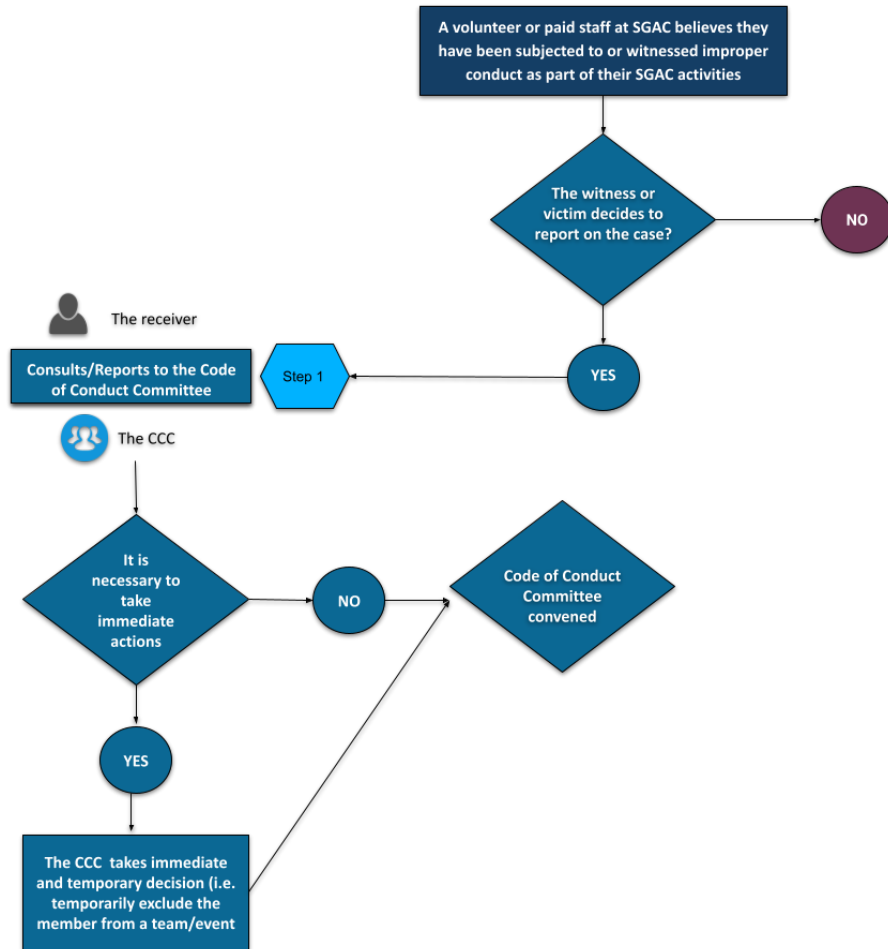 A volunteer or paid staff at SGAC believes they
have been subjected to or witnessed improper
conduct as part of their SGAC activities
The witness or
victim decides to
report on the case?
NO
The receiver
Consults/Reports to the Code
of Conduct Committee
Step 1
YES
The CCC
It is
necessary to
take
immediate
actions
NO
Code of Conduct
Committee
convened
YES
The CCC takes immediate
and temporary decision (i.e.
temporarily exclude the
member from a team/event